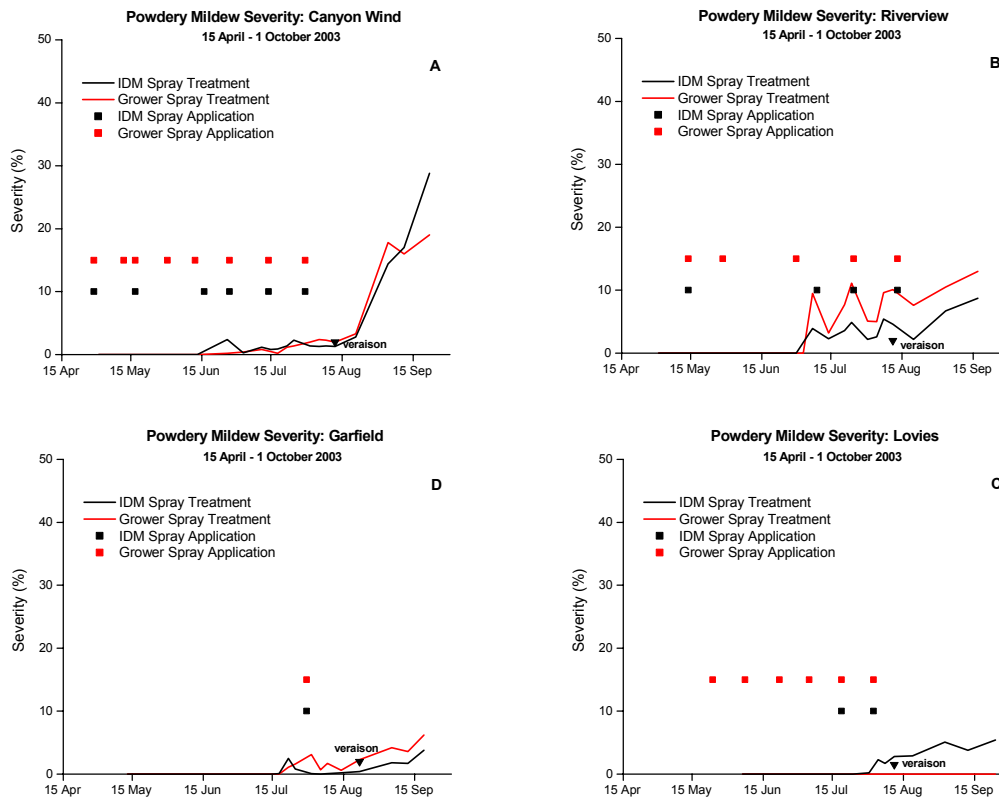 Powdery Mildew Severity: Canyon Wind
15 April - 1 October 2003
A
50
40
30
20
10
0
Severity (%)
IDM Spray Treatment
Grower Spray Treatment
IDM Spray Application
Grower Spray Application
veraison
15 Apr 15 May 15 Jun 15 Jul 15 Aug 15 Sep
Powdery Mildew Severity: Riverview
15 April - 1 October 2003
B
50
40
30
20
10
0
Severity (%)
IDM Spray Treatment
Grower Spray Treatment
IDM Spray Application
Grower Spray Application
veraison
15 Apr 15 May 15 Jun 15 Jul 15 Aug 15 Sep
Powdery Mildew Severity: Garfield
15 April - 1 October 2003
D
50
40
30
20
10
0
Severity (%)
IDM Spray Treatment
Grower Spray Treatment
IDM Spray Application
Grower Spray Application
veraison
15 Apr 15 May 15 Jun 15 Jul 15 Aug 15 Sep
Powdery Mildew Severity: Lovies
15 April - 1 October 2003
C
50
40
30
20
10
0
Severity (%)
IDM Spray Treatment
Grower Spray Treatment
IDM Spray Application
Grower Spray Application
veraison
15 Apr 15 May 15 Jun 15 Jul 15 Aug 15 Sep